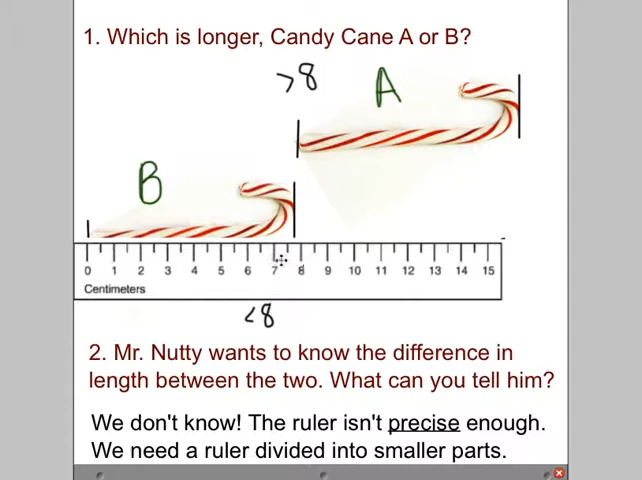 1. Which is longer, Candy Cane A or B?
>8
A
B
0 1 2 3 4 5 6 7 8 9 10 11 12 13 14 15
Centimeters
<8
2. Mr. Nutty wants to know the difference in
length between the two. What can you tell him?
We don't know! The ruler isn't precise enough.
We need a ruler divided into smaller parts.